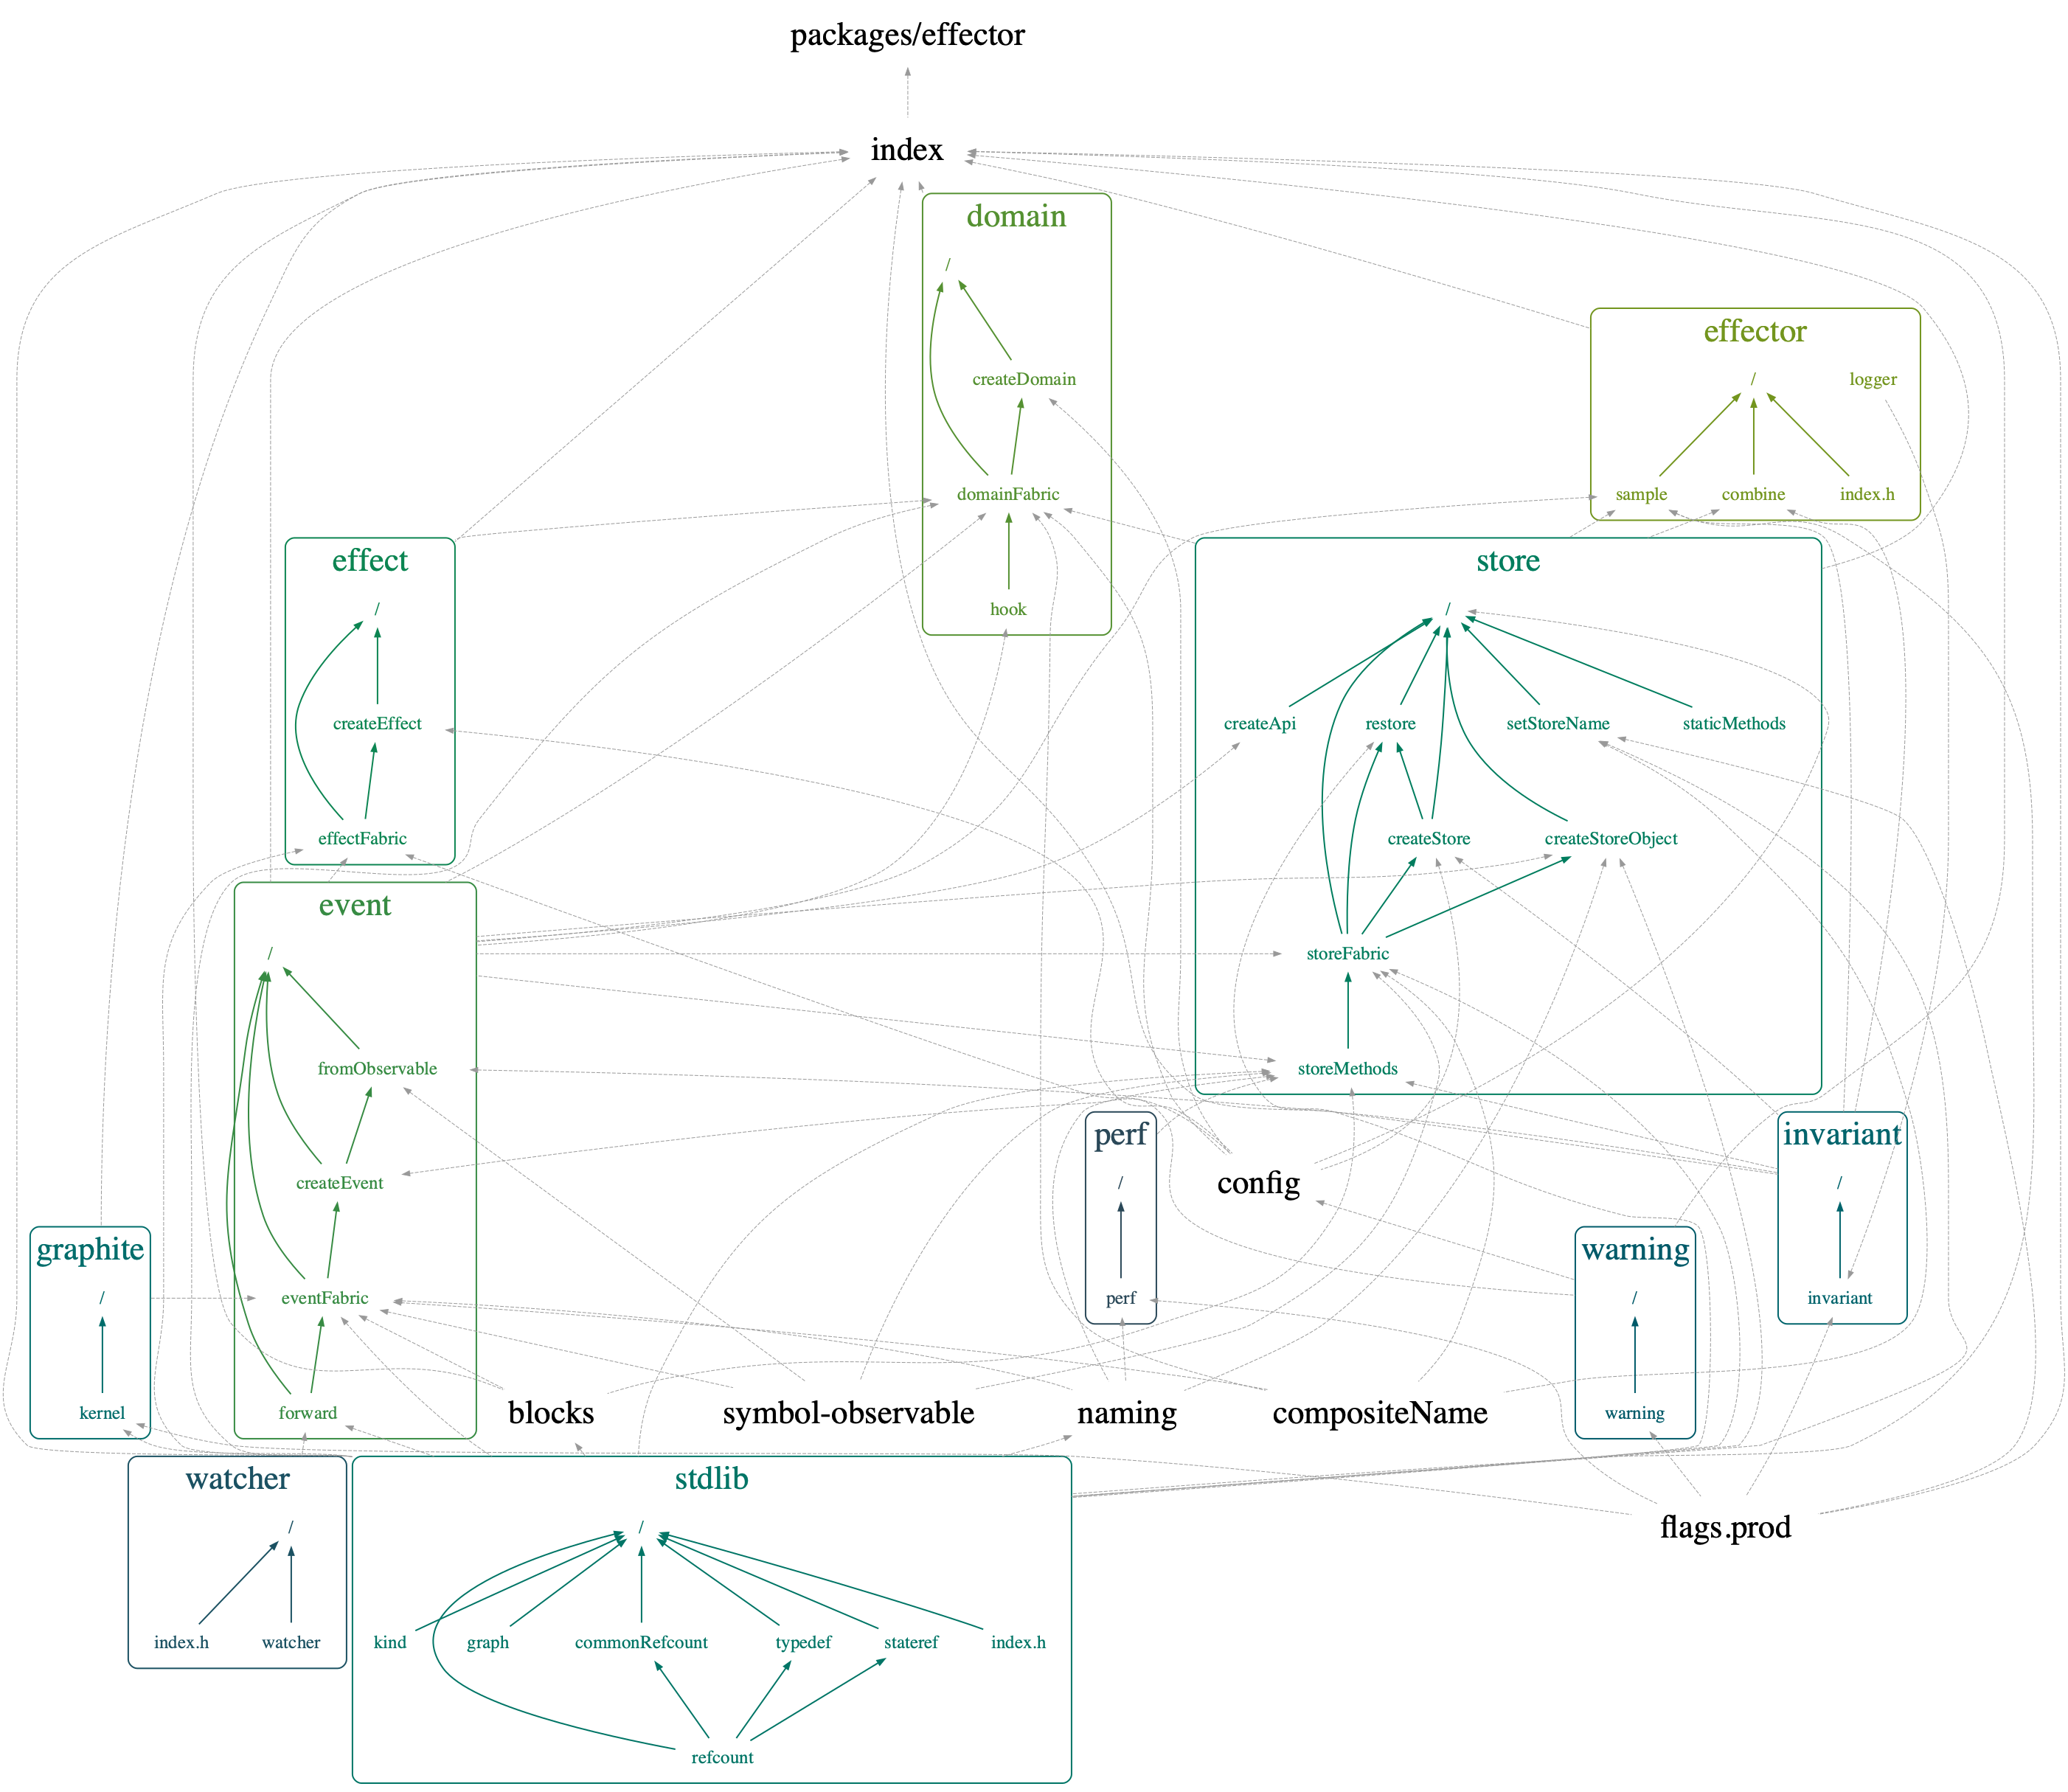 packages/effector
index
domain
/
createDomain
domainFabric
hook
effector
/
logger
sample
combine
index.h
effect
/
createEffect
effectFabric
store
/
createApi
restore
setStoreName
staticMethods
createStore
createStoreObject
storeFabric
storeMethods
event
/
fromObservable
createEvent
eventFabric
forward
perf
/
perf
config
invariant
/
invariant
graphite
/
kernel
warning
/
warning
blocks
symbol-observable
naming
compositeName
watcher
/
index.h
watcher
stdlib
/
kind
graph
commonRefcount
typedef
stateref
index.h
refcount
flags.prod